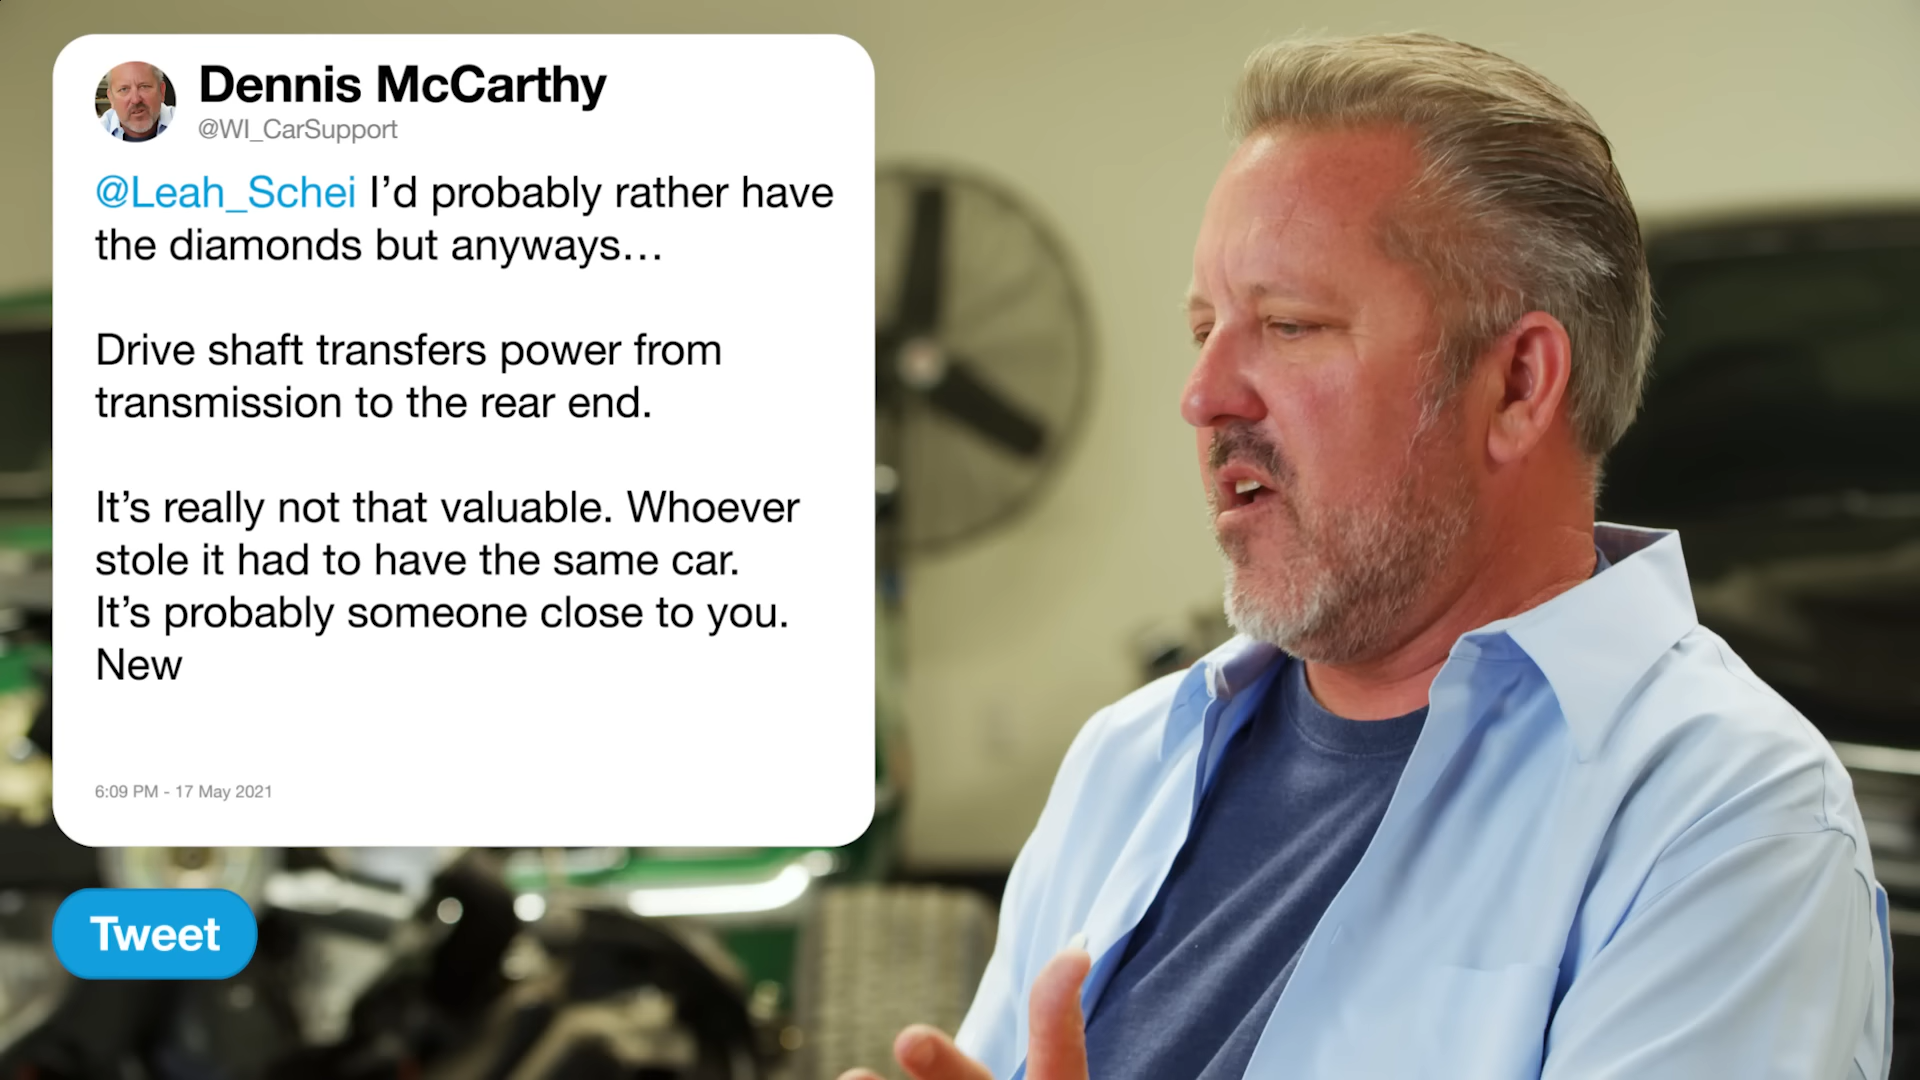 Dennis McCarthy
@WI_CarSupport
@Leah_Schei I’d probably rather have
the diamonds but anyways…
Drive shaft transfers power from
transmission to the rear end.
It’s really not that valuable. Whoever
stole it had to have the same car.
It’s probably someone close to you.
New
6:09 PM - 17 May 2021
Tweet